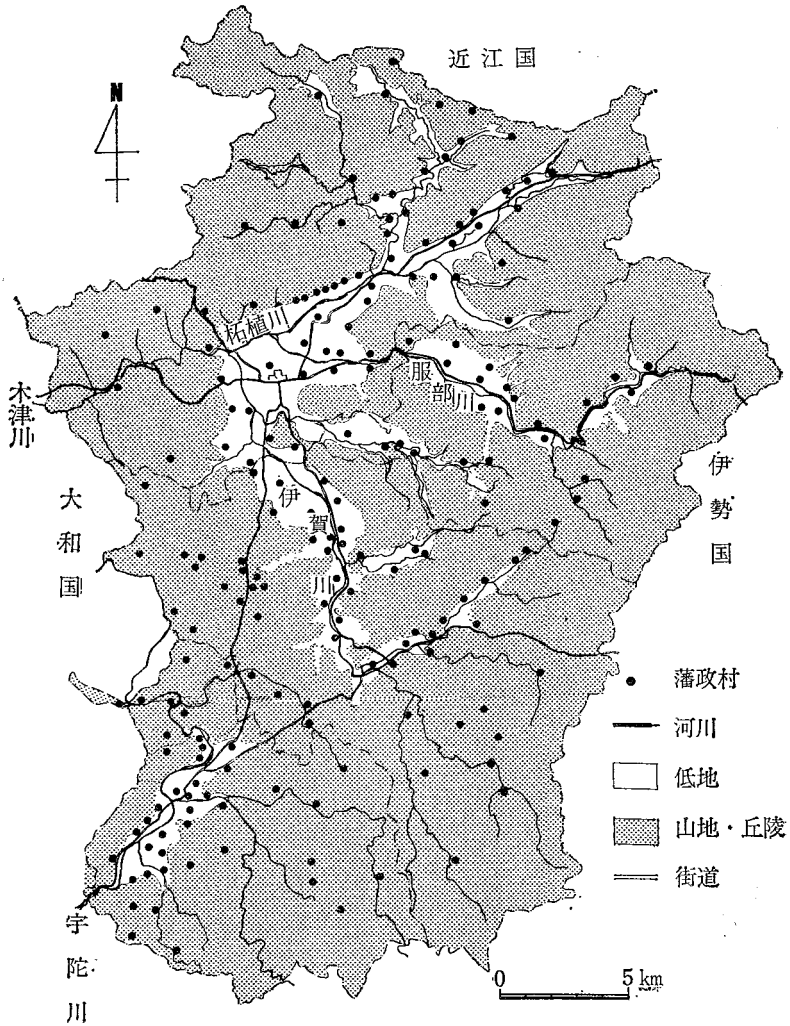 近江国
N
柘植川
服部川
木津川
伊勢国
大和国
伊賀川
藩政村
河川
低地
山地・丘陵
街道
宇陀川
0 5 km